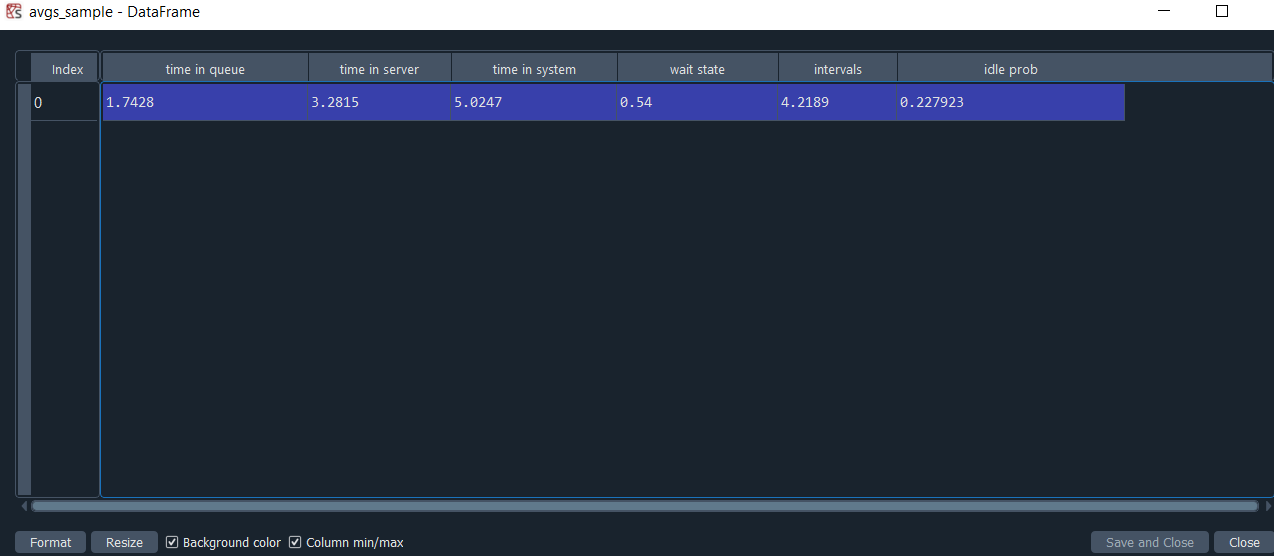 avgs_sample - DataFrame
Index time in queue time in server time in system wait state intervals idle prob
0 1.7428 3.2815 5.0247 0.54 4.2189 0.227923
Format Resize Background color Column min/max Save and Close Close